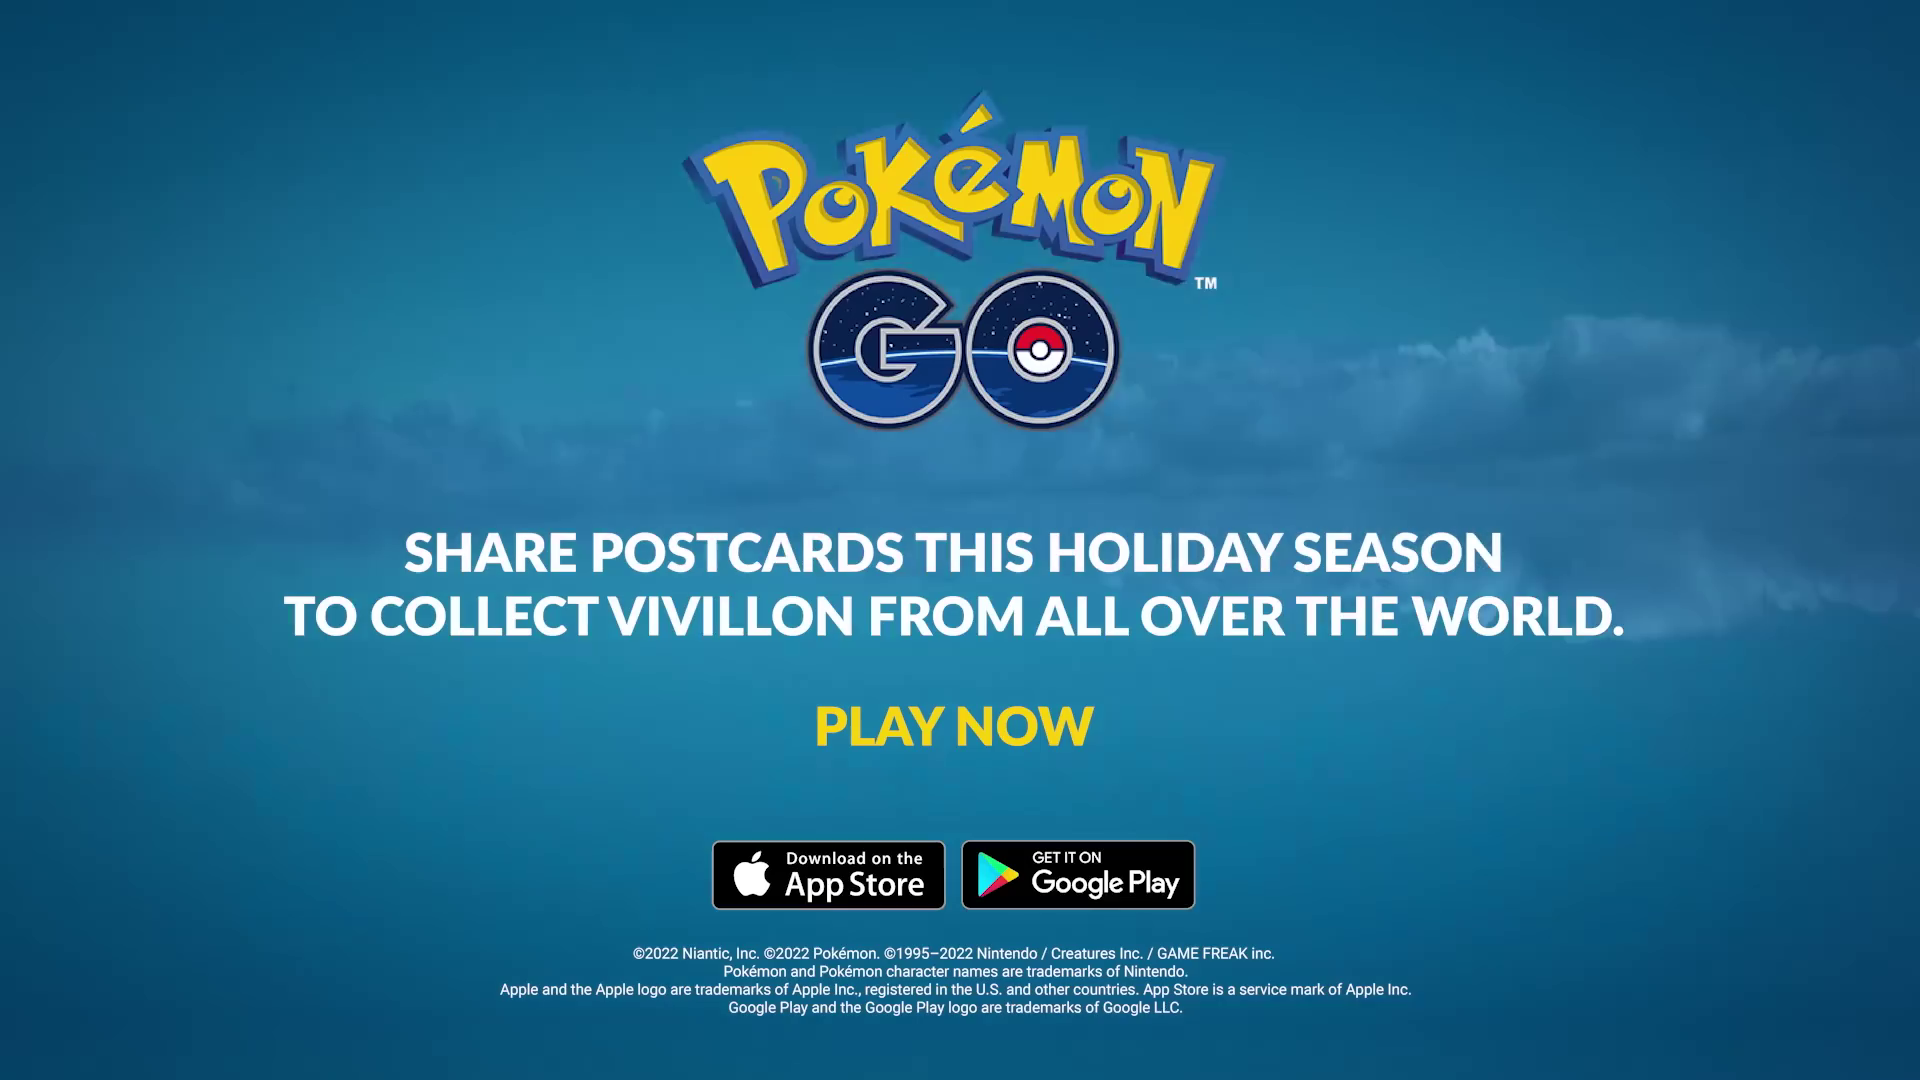 POKéMON
TM
GO
SHARE POSTCARDS THIS HOLIDAY SEASON
TO COLLECT VIVILLON FROM ALL OVER THE WORLD.
PLAY NOW
Download on the
App Store
GET IT ON
Google Play
©2022 Niantic, Inc. ©2022 Pokémon. ©1995–2022 Nintendo / Creatures Inc. / GAME FREAK inc.
Pokémon and Pokémon character names are trademarks of Nintendo.
Apple and the Apple logo are trademarks of Apple Inc., registered in the U.S. and other countries. App Store is a service mark of Apple Inc.
Google Play and the Google Play logo are trademarks of Google LLC.